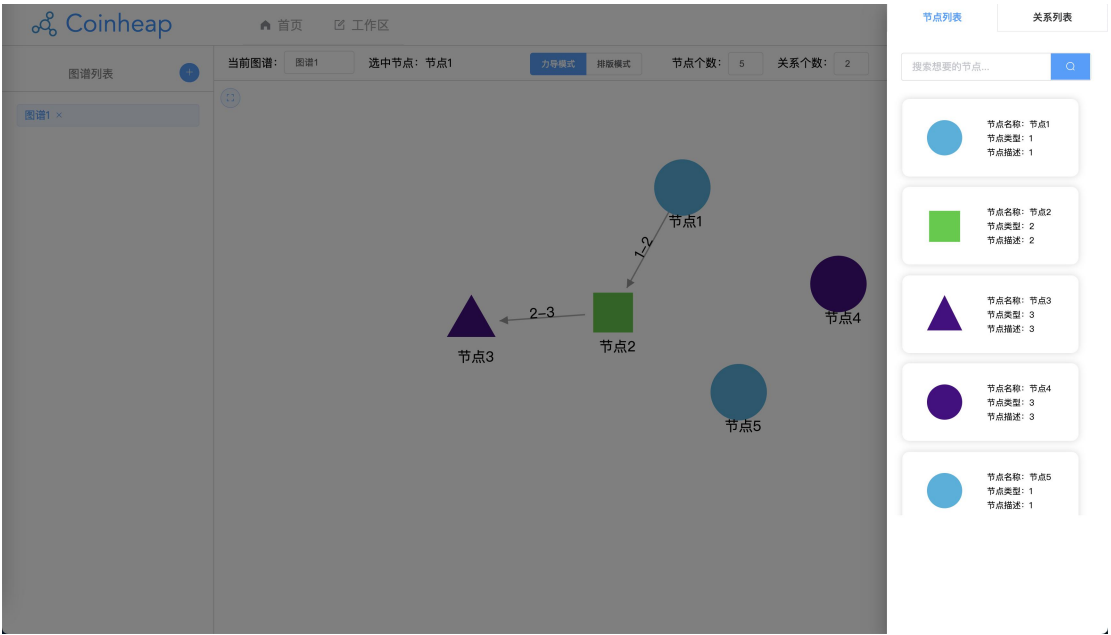 Coinheap
首页
工作区
节点列表
关系列表
图谱列表
+
当前图谱：
图谱1
选中节点：节点1
力导模式
排版模式
节点个数：
5
关系个数：
2
搜索想要的节点...
图谱1 ×
节点名称：节点1
节点类型：1
节点描述：1
节点名称：节点2
节点类型：2
节点描述：2
节点名称：节点3
节点类型：3
节点描述：3
节点名称：节点4
节点类型：3
节点描述：3
节点名称：节点5
节点类型：1
节点描述：1
节点1
1-2
2-3
节点4
节点2
节点3
节点5